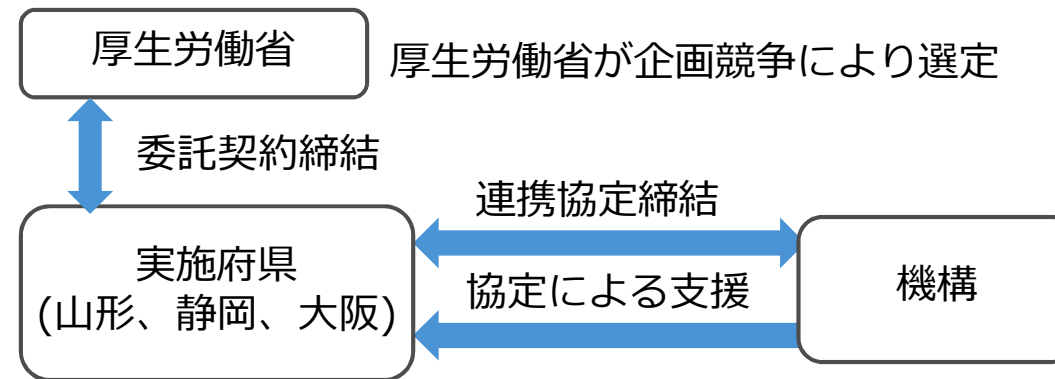 厚生労働省
厚生労働省が企画競争により選定
委託契約締結
連携協定締結
実施府県
(山形、静岡、大阪)
協定による支援
機構